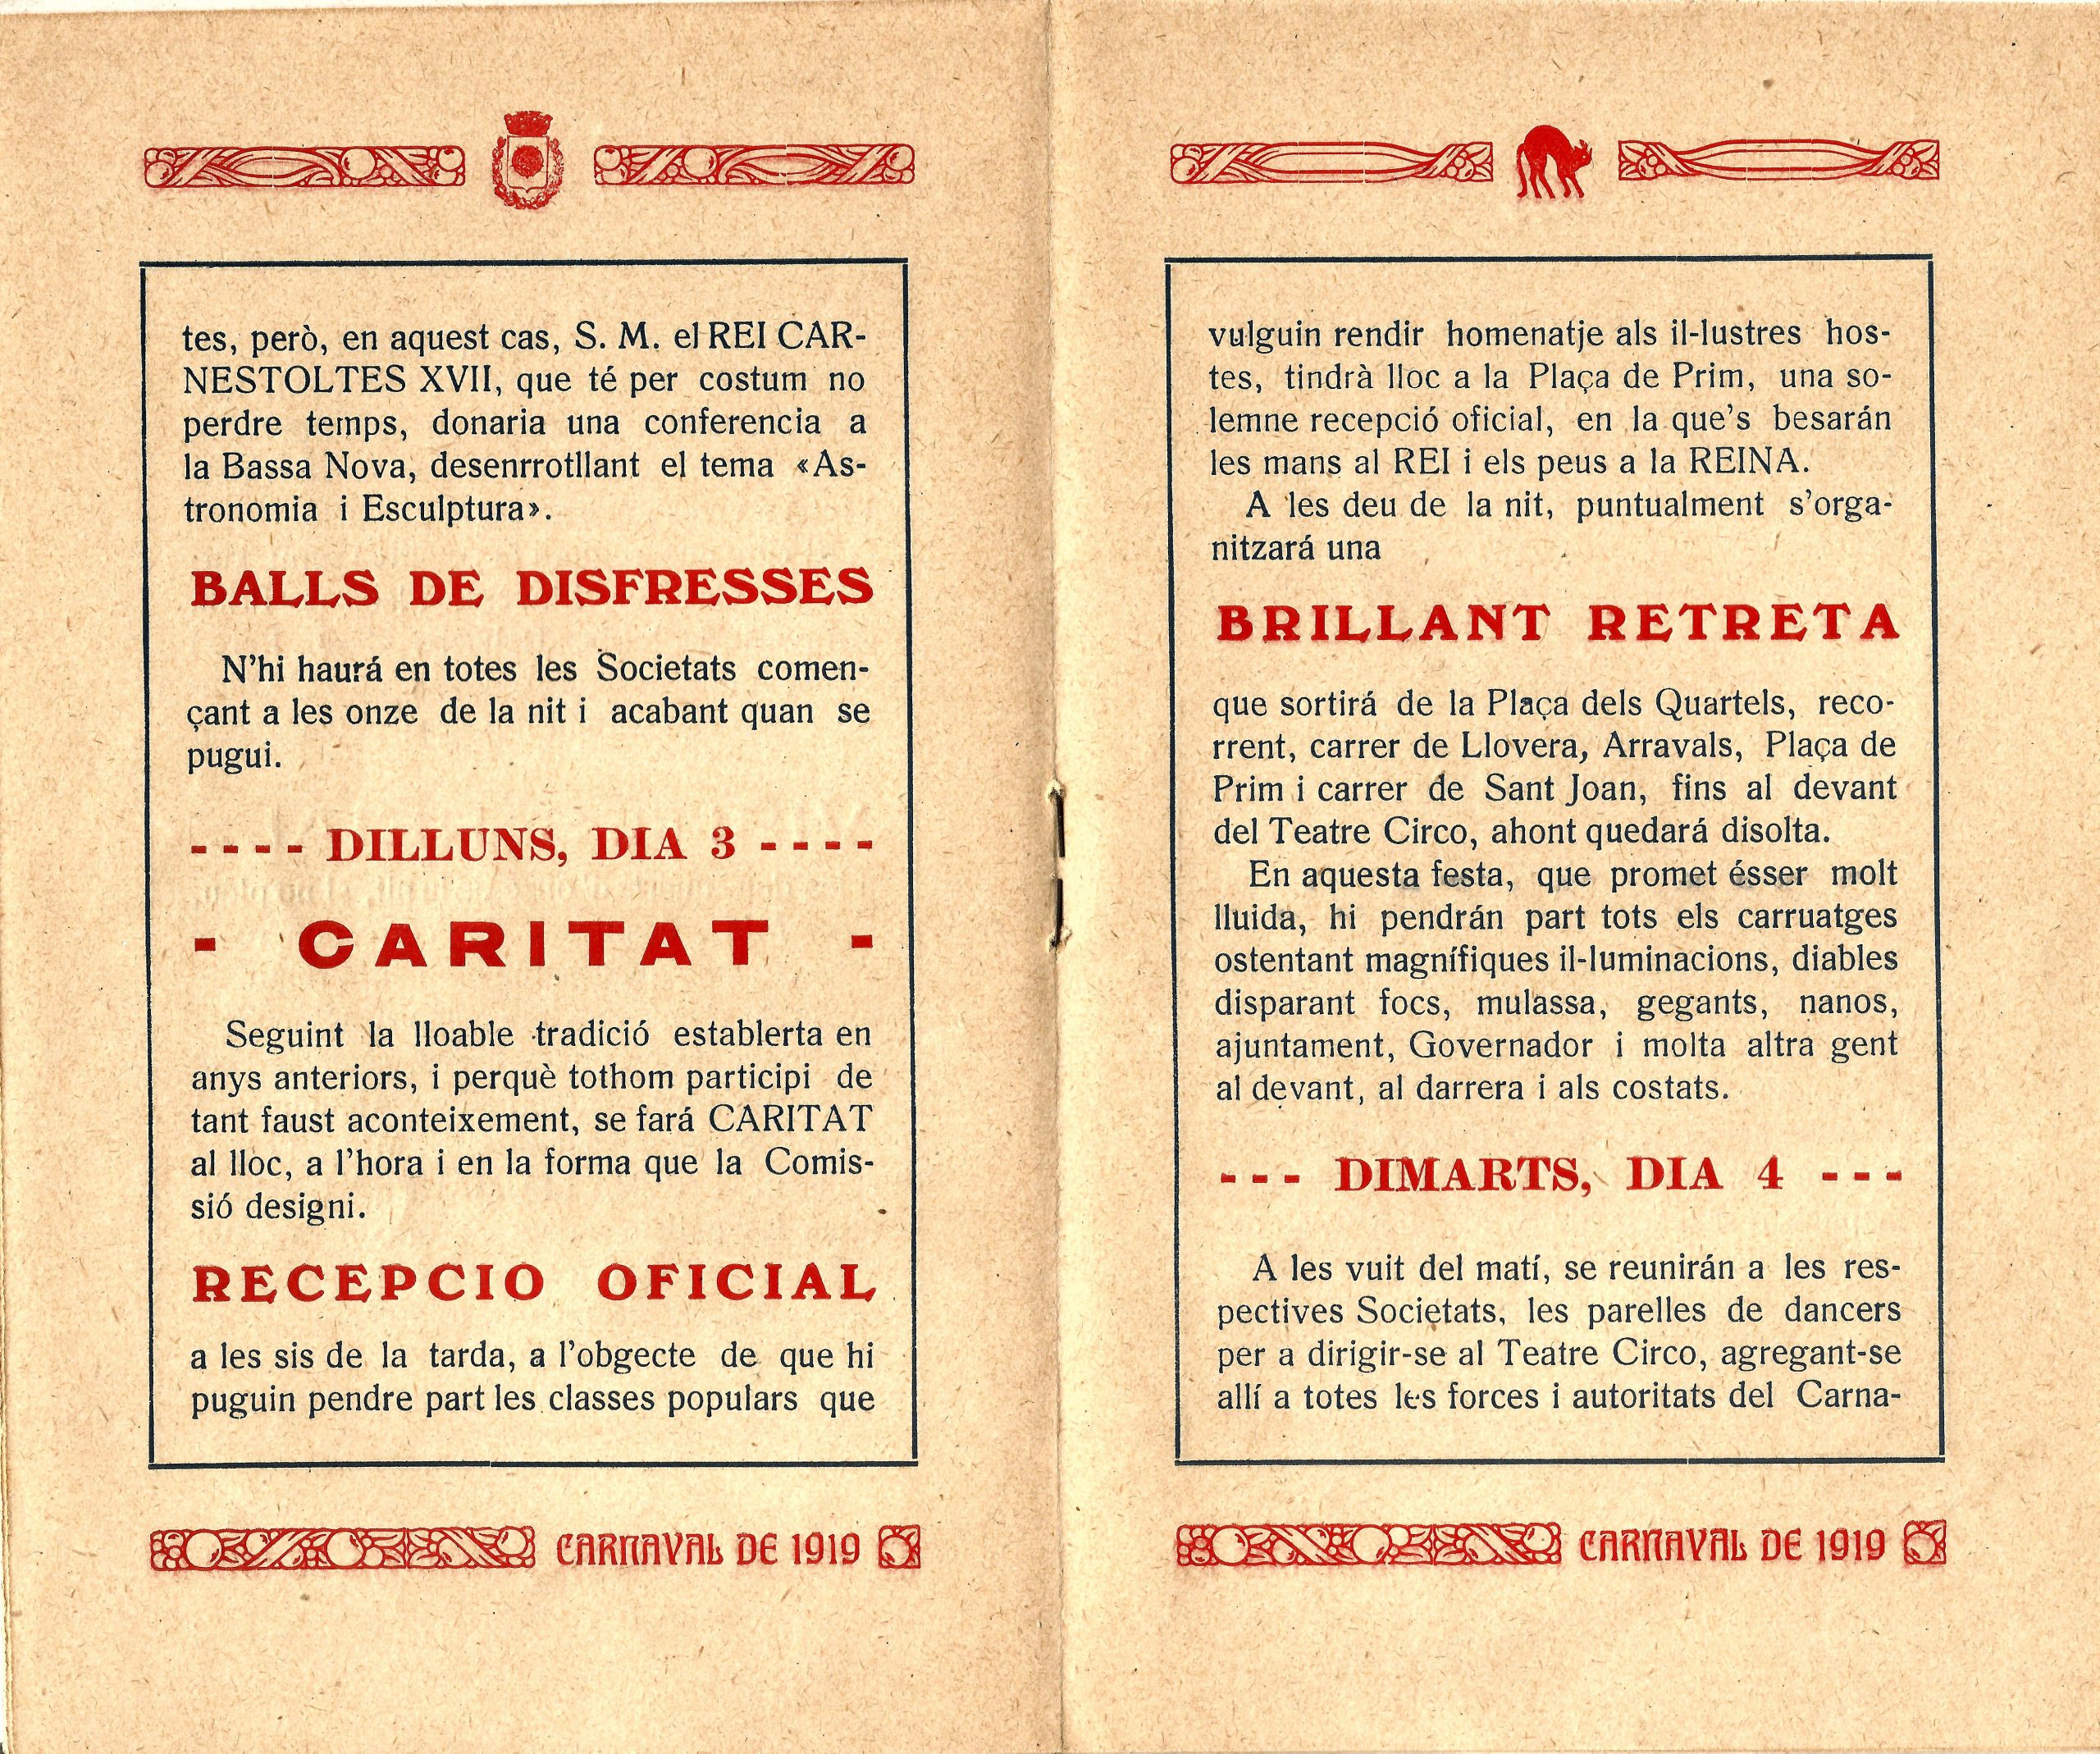 tes, però, en aquest cas, S. M. el REI CAR-
NESTOLTES XVII, que té per costum no
perdre temps, donaria una conferencia a
la Bassa Nova, desenrrotllant el tema «As-
tronomia i Esculptura».
BALLS DE DISFRESSES
N'hi haurá en totes les Societats comen-
çant a les onze de la nit i acabant quan se
pugui.
---- DILLUNS, DIA 3 ----
- CARITAT -
Seguint la lloable tradició establerta en
anys anteriors, i perquè tothom participi de
tant faust aconteixement, se fará CARITAT
al lloc, a l'hora i en la forma que la Comis-
sió designi.
RECEPCIO OFICIAL
a les sis de la tarda, a l'obgecte de que hi
puguin pendre part les classes populars que
CARNAVAL DE 1919
vulguin rendir homenatje als il-lustres hos-
tes, tindrà lloc a la Plaça de Prim, una so-
lemne recepció oficial, en la que's besarán
les mans al REI i els peus a la REINA.
A les deu de la nit, puntualment s'orga-
nitzará una
BRILLANT RETRETA
que sortirá de la Plaça dels Quartels, reco-
rrent, carrer de Llovera, Arravals, Plaça de
Prim i carrer de Sant Joan, fins al devant
del Teatre Circo, ahont quedará disolta.
En aquesta festa, que promet ésser molt
lluida, hi pendrán part tots els carruatges
ostentant magnífiques il-luminacions, diables
disparant focs, mulassa, gegants, nanos,
ajuntament, Governador i molta altra gent
al devant, al darrera i als costats.
--- DIMARTS, DIA 4 ---
A les vuit del matí, se reunirán a les res-
pectives Societats, les parelles de dancers
per a dirigir-se al Teatre Circo, agregant-se
allí a totes les forces i autoritats del Carna-
CARNAVAL DE 1919